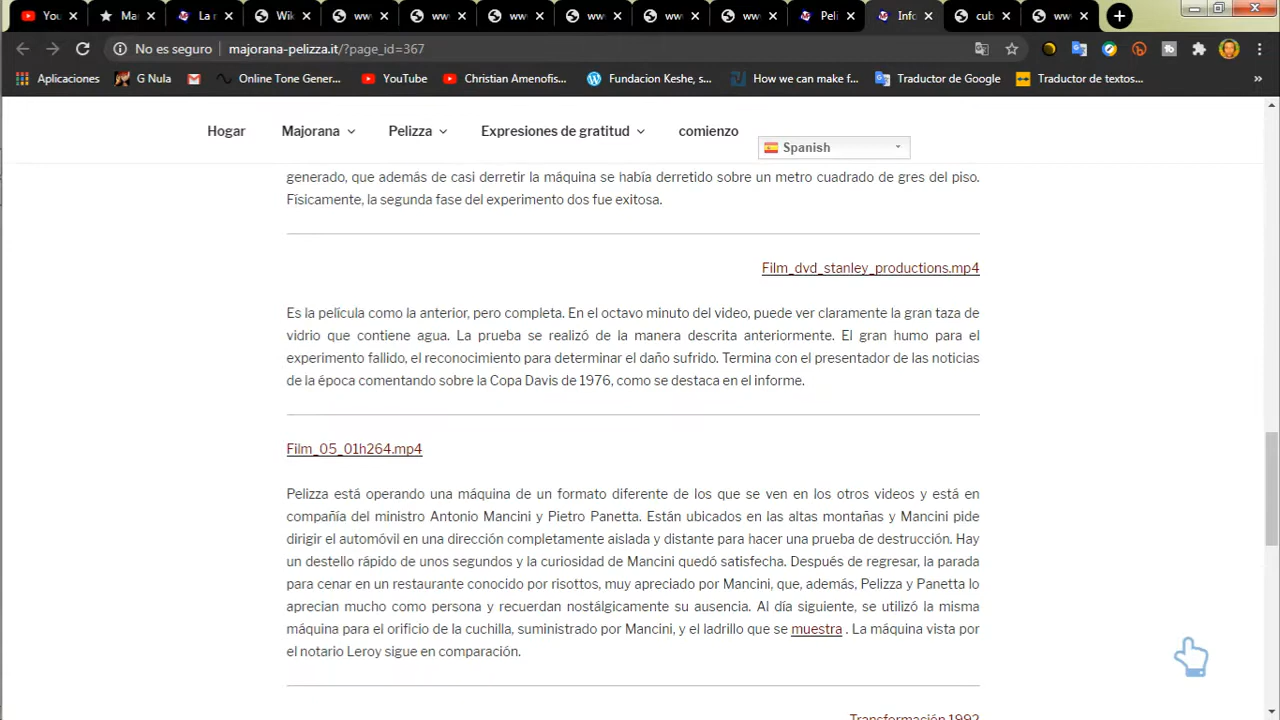 You
Ma
La r
Wik
ww
ww
ww
ww
ww
ww
Peli
Info
cub
ww
No es seguro
majorana-pelizza.it/?page_id=367
Aplicaciones
G Nula
Online Tone Gener...
YouTube
Christian Amenofis...
Fundacion Keshe, s...
How we can make f...
Traductor de Google
Traductor de textos...
»
Hogar
Majorana
Pelizza
Expresiones de gratitud
comienzo
Spanish
generado, que además de casi derretir la máquina se había derretido sobre un metro cuadrado de gres del piso.
Físicamente, la segunda fase del experimento dos fue exitosa.
Film_dvd_stanley_productions.mp4
Es la película como la anterior, pero completa. En el octavo minuto del video, puede ver claramente la gran taza de
vidrio que contiene agua. La prueba se realizó de la manera descrita anteriormente. El gran humo para el
experimento fallido, el reconocimiento para determinar el daño sufrido. Termina con el presentador de las noticias
de la época comentando sobre la Copa Davis de 1976, como se destaca en el informe.
Film_05_01h264.mp4
Pelizza está operando una máquina de un formato diferente de los que se ven en los otros videos y está en
compañía del ministro Antonio Mancini y Pietro Panetta. Están ubicados en las altas montañas y Mancini pide
dirigir el automóvil en una dirección completamente aislada y distante para hacer una prueba de destrucción. Hay
un destello rápido de unos segundos y la curiosidad de Mancini quedó satisfecha. Después de regresar, la parada
para cenar en un restaurante conocido por risottos, muy apreciado por Mancini, que, además, Pelizza y Panetta lo
aprecian mucho como persona y recuerdan nostálgicamente su ausencia. Al día siguiente, se utilizó la misma
máquina para el orificio de la cuchilla, suministrado por Mancini, y el ladrillo que se muestra . La máquina vista por
el notario Leroy sigue en comparación.
Transformación 1992